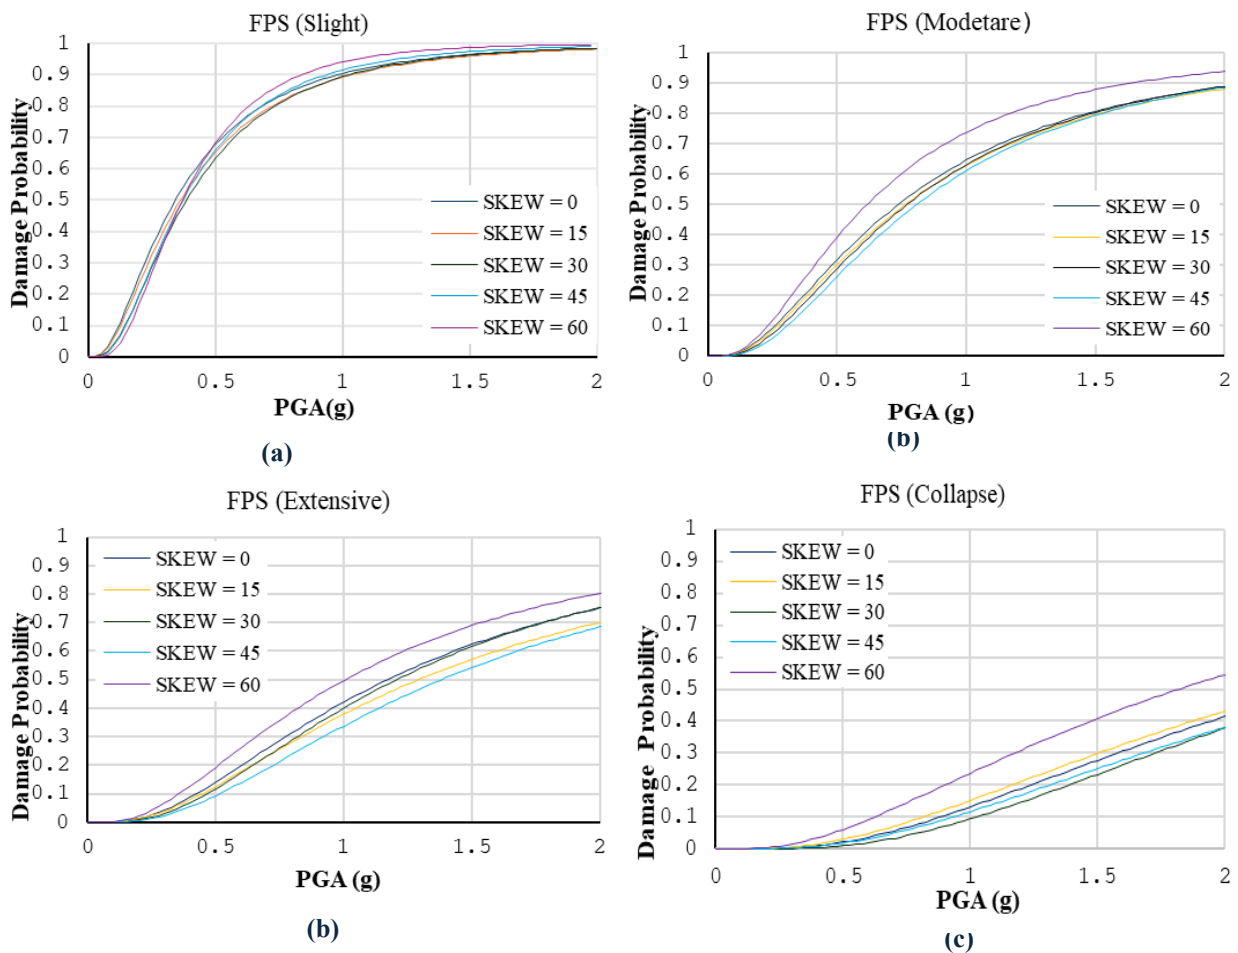 FPS (Slight)
1
0.9
0.8
0.7
0.6
0.5
0.4
0.3
0.2
0.1
0
Damage Probability
SKEW = 0
SKEW = 15
SKEW = 30
SKEW = 45
SKEW = 60
0 0.5 1 1.5 2
PGA(g)
(a)
FPS (Modetare)
1
0.9
0.8
0.7
0.6
0.5
0.4
0.3
0.2
0.1
0
Damage Probability
SKEW = 0
SKEW = 15
SKEW = 30
SKEW = 45
SKEW = 60
0 0.5 1 1.5 2
PGA (g)
(b)
FPS (Extensive)
1
0.9
0.8
0.7
0.6
0.5
0.4
0.3
0.2
0.1
0
Damage Probability
SKEW = 0
SKEW = 15
SKEW = 30
SKEW = 45
SKEW = 60
0 0.5 1 1.5 2
PGA (g)
(b)
FPS (Collapse)
1
0.9
0.8
0.7
0.6
0.5
0.4
0.3
0.2
0.1
0
Damage Probability
SKEW = 0
SKEW = 15
SKEW = 30
SKEW = 45
SKEW = 60
0 0.5 1 1.5 2
PGA (g)
(c)